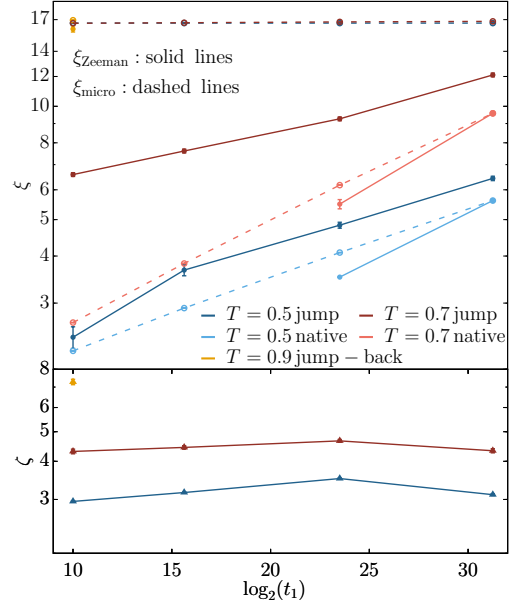 17
14
ξZeeman : solid lines
12
ξmicro : dashed lines
10
8
ξ
6
5
4
3
T = 0.5 jump T = 0.7 jump
T = 0.5 native T = 0.7 native
T = 0.9 jump − back
8
6
5
ζ
4
3
10 15 20 25 30
log2(t1)